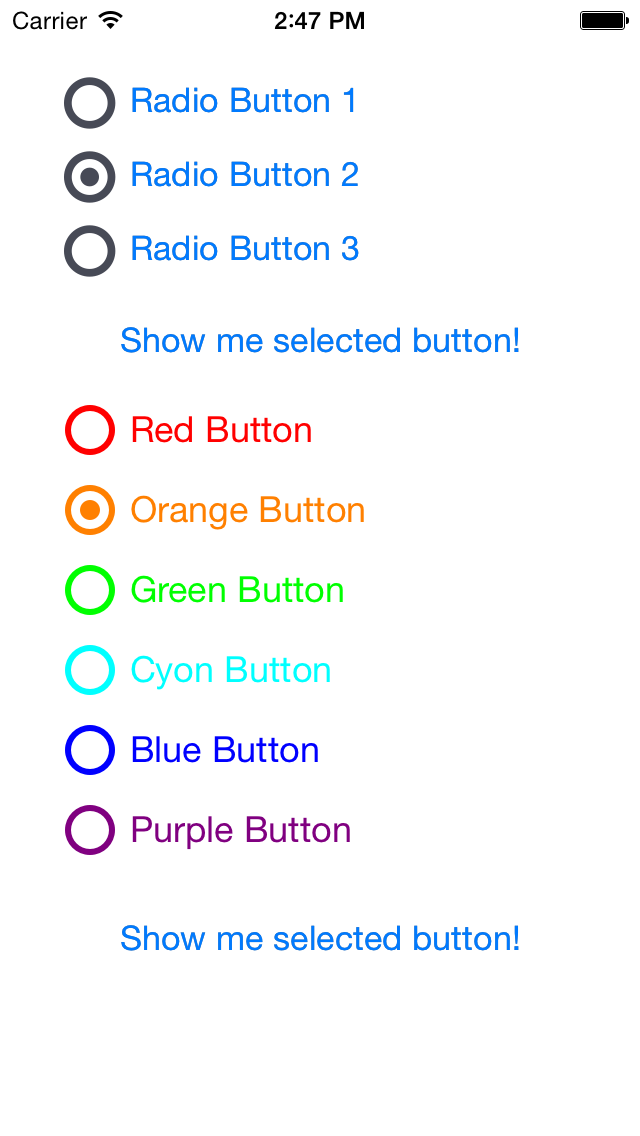 Carrier 2:47 PM
Radio Button 1
Radio Button 2
Radio Button 3
Show me selected button!
Red Button
Orange Button
Green Button
Cyon Button
Blue Button
Purple Button
Show me selected button!